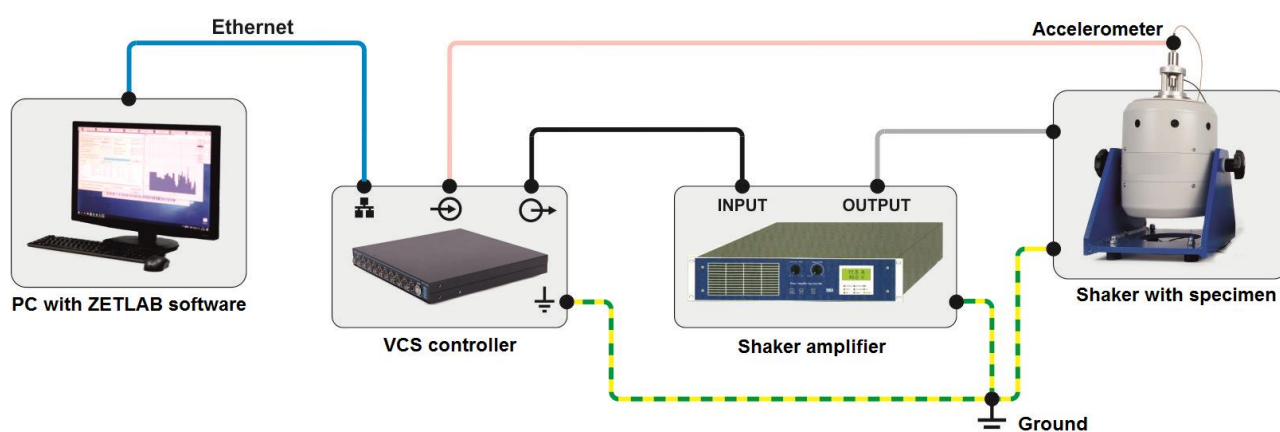 Ethernet
Accelerometer
INPUT
OUTPUT
PC with ZETLAB software
VCS controller
Shaker amplifier
Shaker with specimen
Ground